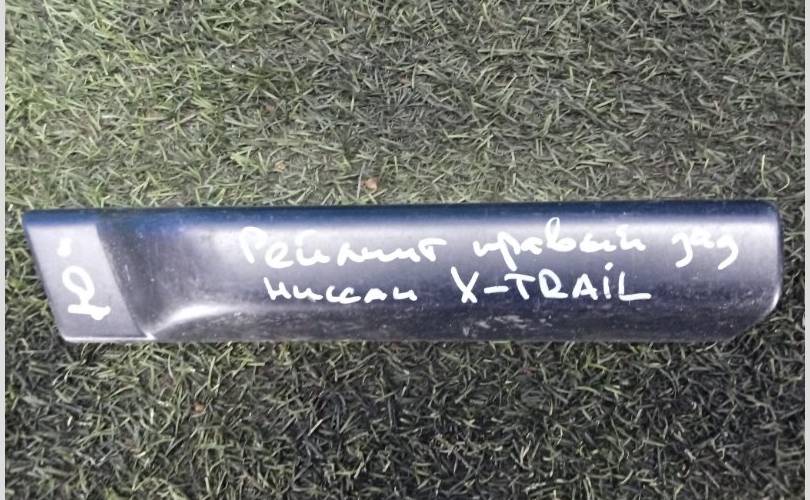 Рейлинг правый зад
ниссан X-TRAIL